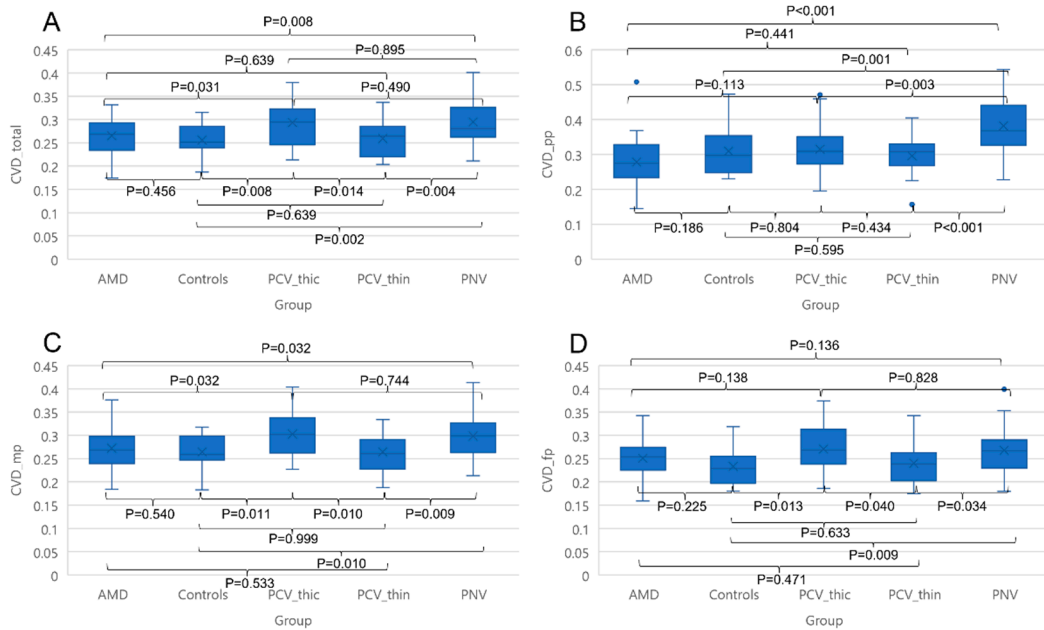 A
P=0.008
P=0.895
P=0.639
P=0.031
P=0.490
0.45
0.4
0.35
0.3
0.25
0.2
0.15
0.1
0.05
0
CVD_total
P=0.456
P=0.008
P=0.014
P=0.004
P=0.639
P=0.002
AMD
Controls
PCV_thic
PCV_thin
PNV
Group
B
P<0.001
P=0.441
P=0.001
P=0.113
P=0.003
0.6
0.5
0.4
0.3
0.2
0.1
0
CVD_pp
P=0.186
P=0.804
P=0.434
P<0.001
P=0.595
AMD
Controls
PCV_thic
PCV_thin
PNV
Group
C
P=0.032
P=0.032
P=0.744
0.45
0.4
0.35
0.3
0.25
0.2
0.15
0.1
0.05
0
CVD_mp
P=0.540
P=0.011
P=0.010
P=0.009
P=0.999
P=0.010
P=0.533
AMD
Controls
PCV_thic
PCV_thin
PNV
Group
D
P=0.136
P=0.138
P=0.828
0.45
0.4
0.35
0.3
0.25
0.2
0.15
0.1
0.05
0
CVD_fp
P=0.225
P=0.013
P=0.040
P=0.034
P=0.633
P=0.009
P=0.471
AMD
Controls
PCV_thic
PCV_thin
PNV
Group